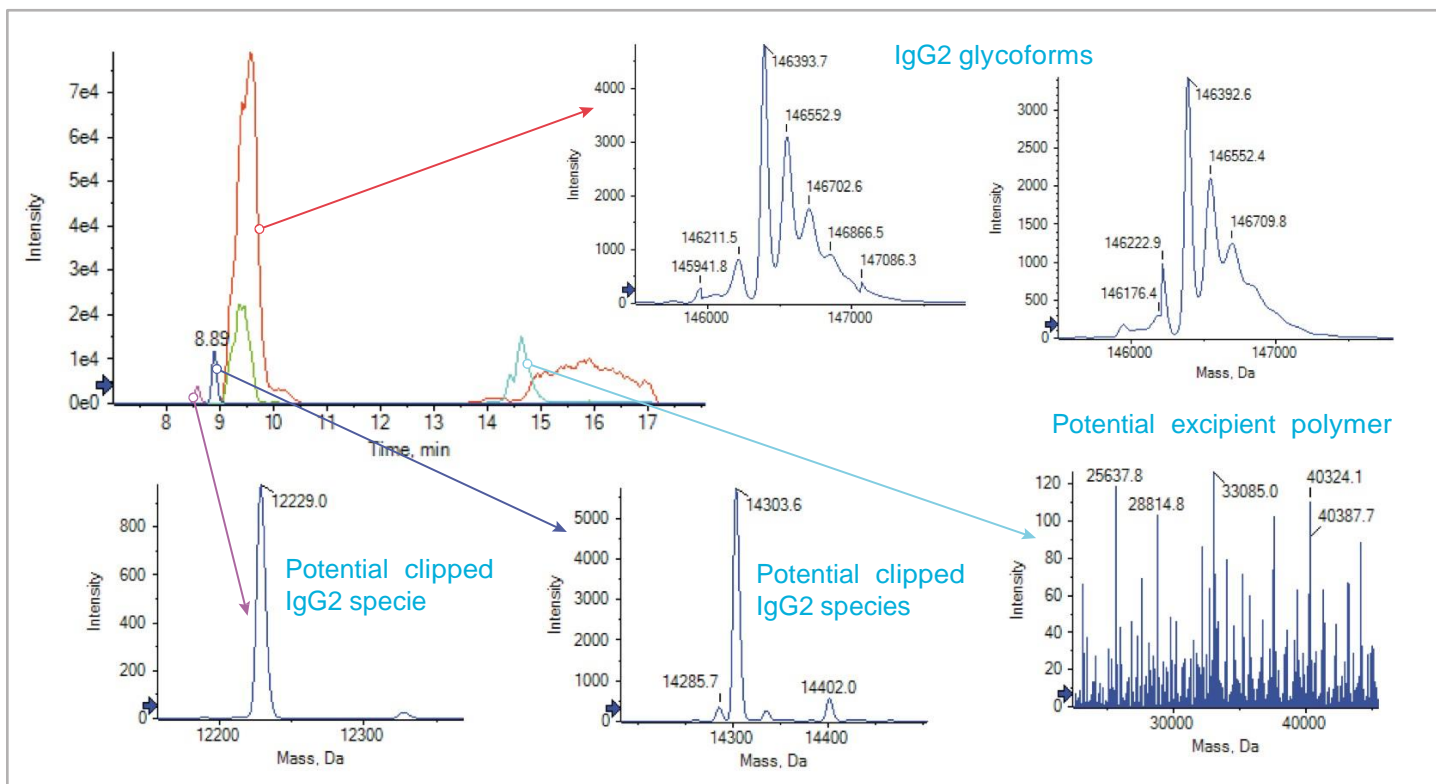 IgG2 glycoforms
Intensity
7e4
6e4
5e4
4e4
3e4
2e4
1e4
0e0
8.89
8 9 10 11 12 13 14 15 16 17
Time, min
Intensity
4000
3000
2000
1000
0
146393.7
146552.9
146702.6
146866.5
147086.3
146211.5
145941.8
146000 147000
Intensity
3000
2500
2000
1500
1000
500
0
146392.6
146552.4
146709.8
146222.9
146176.4
146000 147000
Mass, Da
Intensity
800
600
400
200
0
12229.0
Potential clipped
IgG2 specie
12200 12300
Mass, Da
Intensity
5000
4000
3000
2000
1000
0
14303.6
14285.7
14402.0
Potential clipped
IgG2 species
14300 14400
Mass, Da
Potential excipient polymer
Intensity
120
100
80
60
40
20
0
25637.8
28814.8
33085.0
40324.1
40387.7
30000 40000
Mass, Da